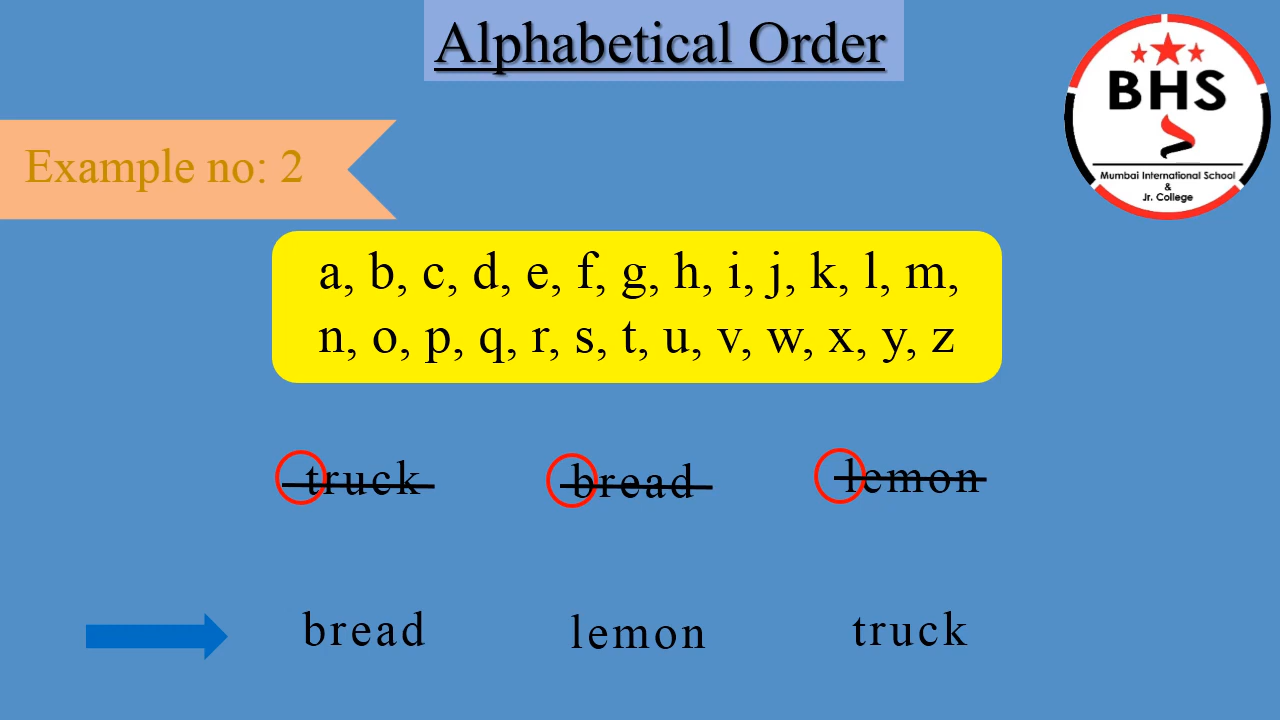 Alphabetical Order
BHS
Mumbai International School
&
Jr. College
Example no: 2
a, b, c, d, e, f, g, h, i, j, k, l, m,
n, o, p, q, r, s, t, u, v, w, x, y, z
truck bread lemon
bread lemon truck